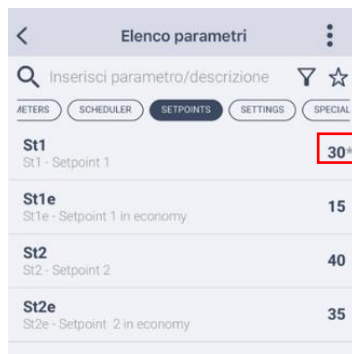 Elenco parametri
Inserisci parametro/descrizione
METERS SCHEDULER SETPOINTS SETTINGS SPECIAL
St1 30*
St1 - Setpoint 1
St1e 15
St1e - Setpoint 1 in economy
St2 40
St2 - Setpoint 2
St2e 35
St2e - Setpoint 2 in economy